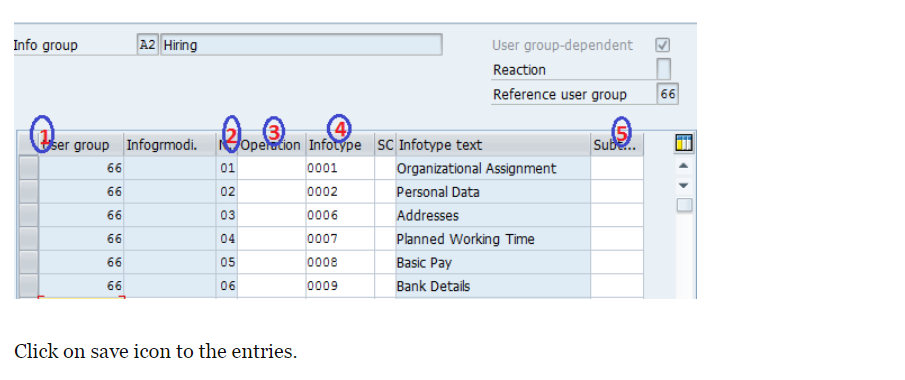 Info group A2 Hiring User group-dependent
Reaction
Reference user group 66
1 2 3 4 5
User group Infogrmodi. N. Operation Infotype SC Infotype text Subt...
66 01 0001 Organizational Assignment
66 02 0002 Personal Data
66 03 0006 Addresses
66 04 0007 Planned Working Time
66 05 0008 Basic Pay
66 06 0009 Bank Details
Click on save icon to the entries.